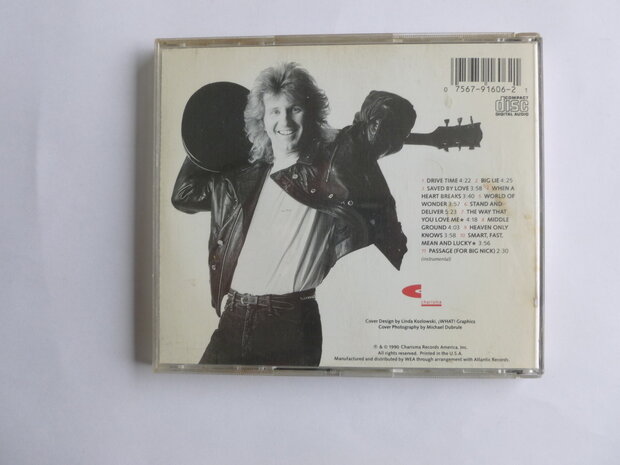 0 7567-91606-2 1
COMPACT
disc
DIGITAL AUDIO
1 DRIVE TIME 4:22 2 BIG LIE 4:25
3 SAVED BY LOVE 3:58 4 WHEN A
HEART BREAKS 3:40 5 WORLD OF
WONDER 3:57 6 STAND AND
DELIVER 5:23 7 THE WAY THAT
YOU LOVE ME★ 4:18 8 MIDDLE
GROUND 4:03 9 HEAVEN ONLY
KNOWS 3:58 10 SMART, FAST,
MEAN AND LUCKY★ 3:56
11 PASSAGE (FOR BIG NICK) 2:30
(instrumental)
charisma
Cover Design by Linda Kozlowski, ¡WHAT! Graphics
Cover Photography by Michael Dobrule
℗ & © 1990 Charisma Records America, Inc.
All rights reserved. Printed in the U.S.A.
Manufactured and distributed by WEA through arrangement with Atlantic Records.